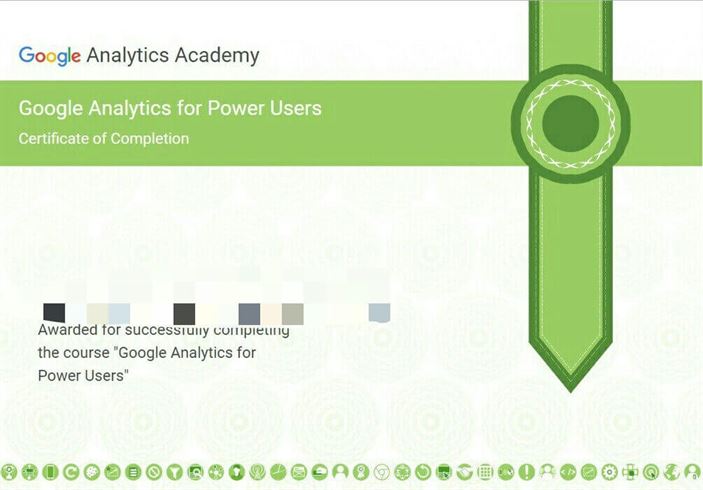 Google Analytics Academy
Google Analytics for Power Users
Certificate of Completion
Awarded for successfully completing
the course "Google Analytics for
Power Users"